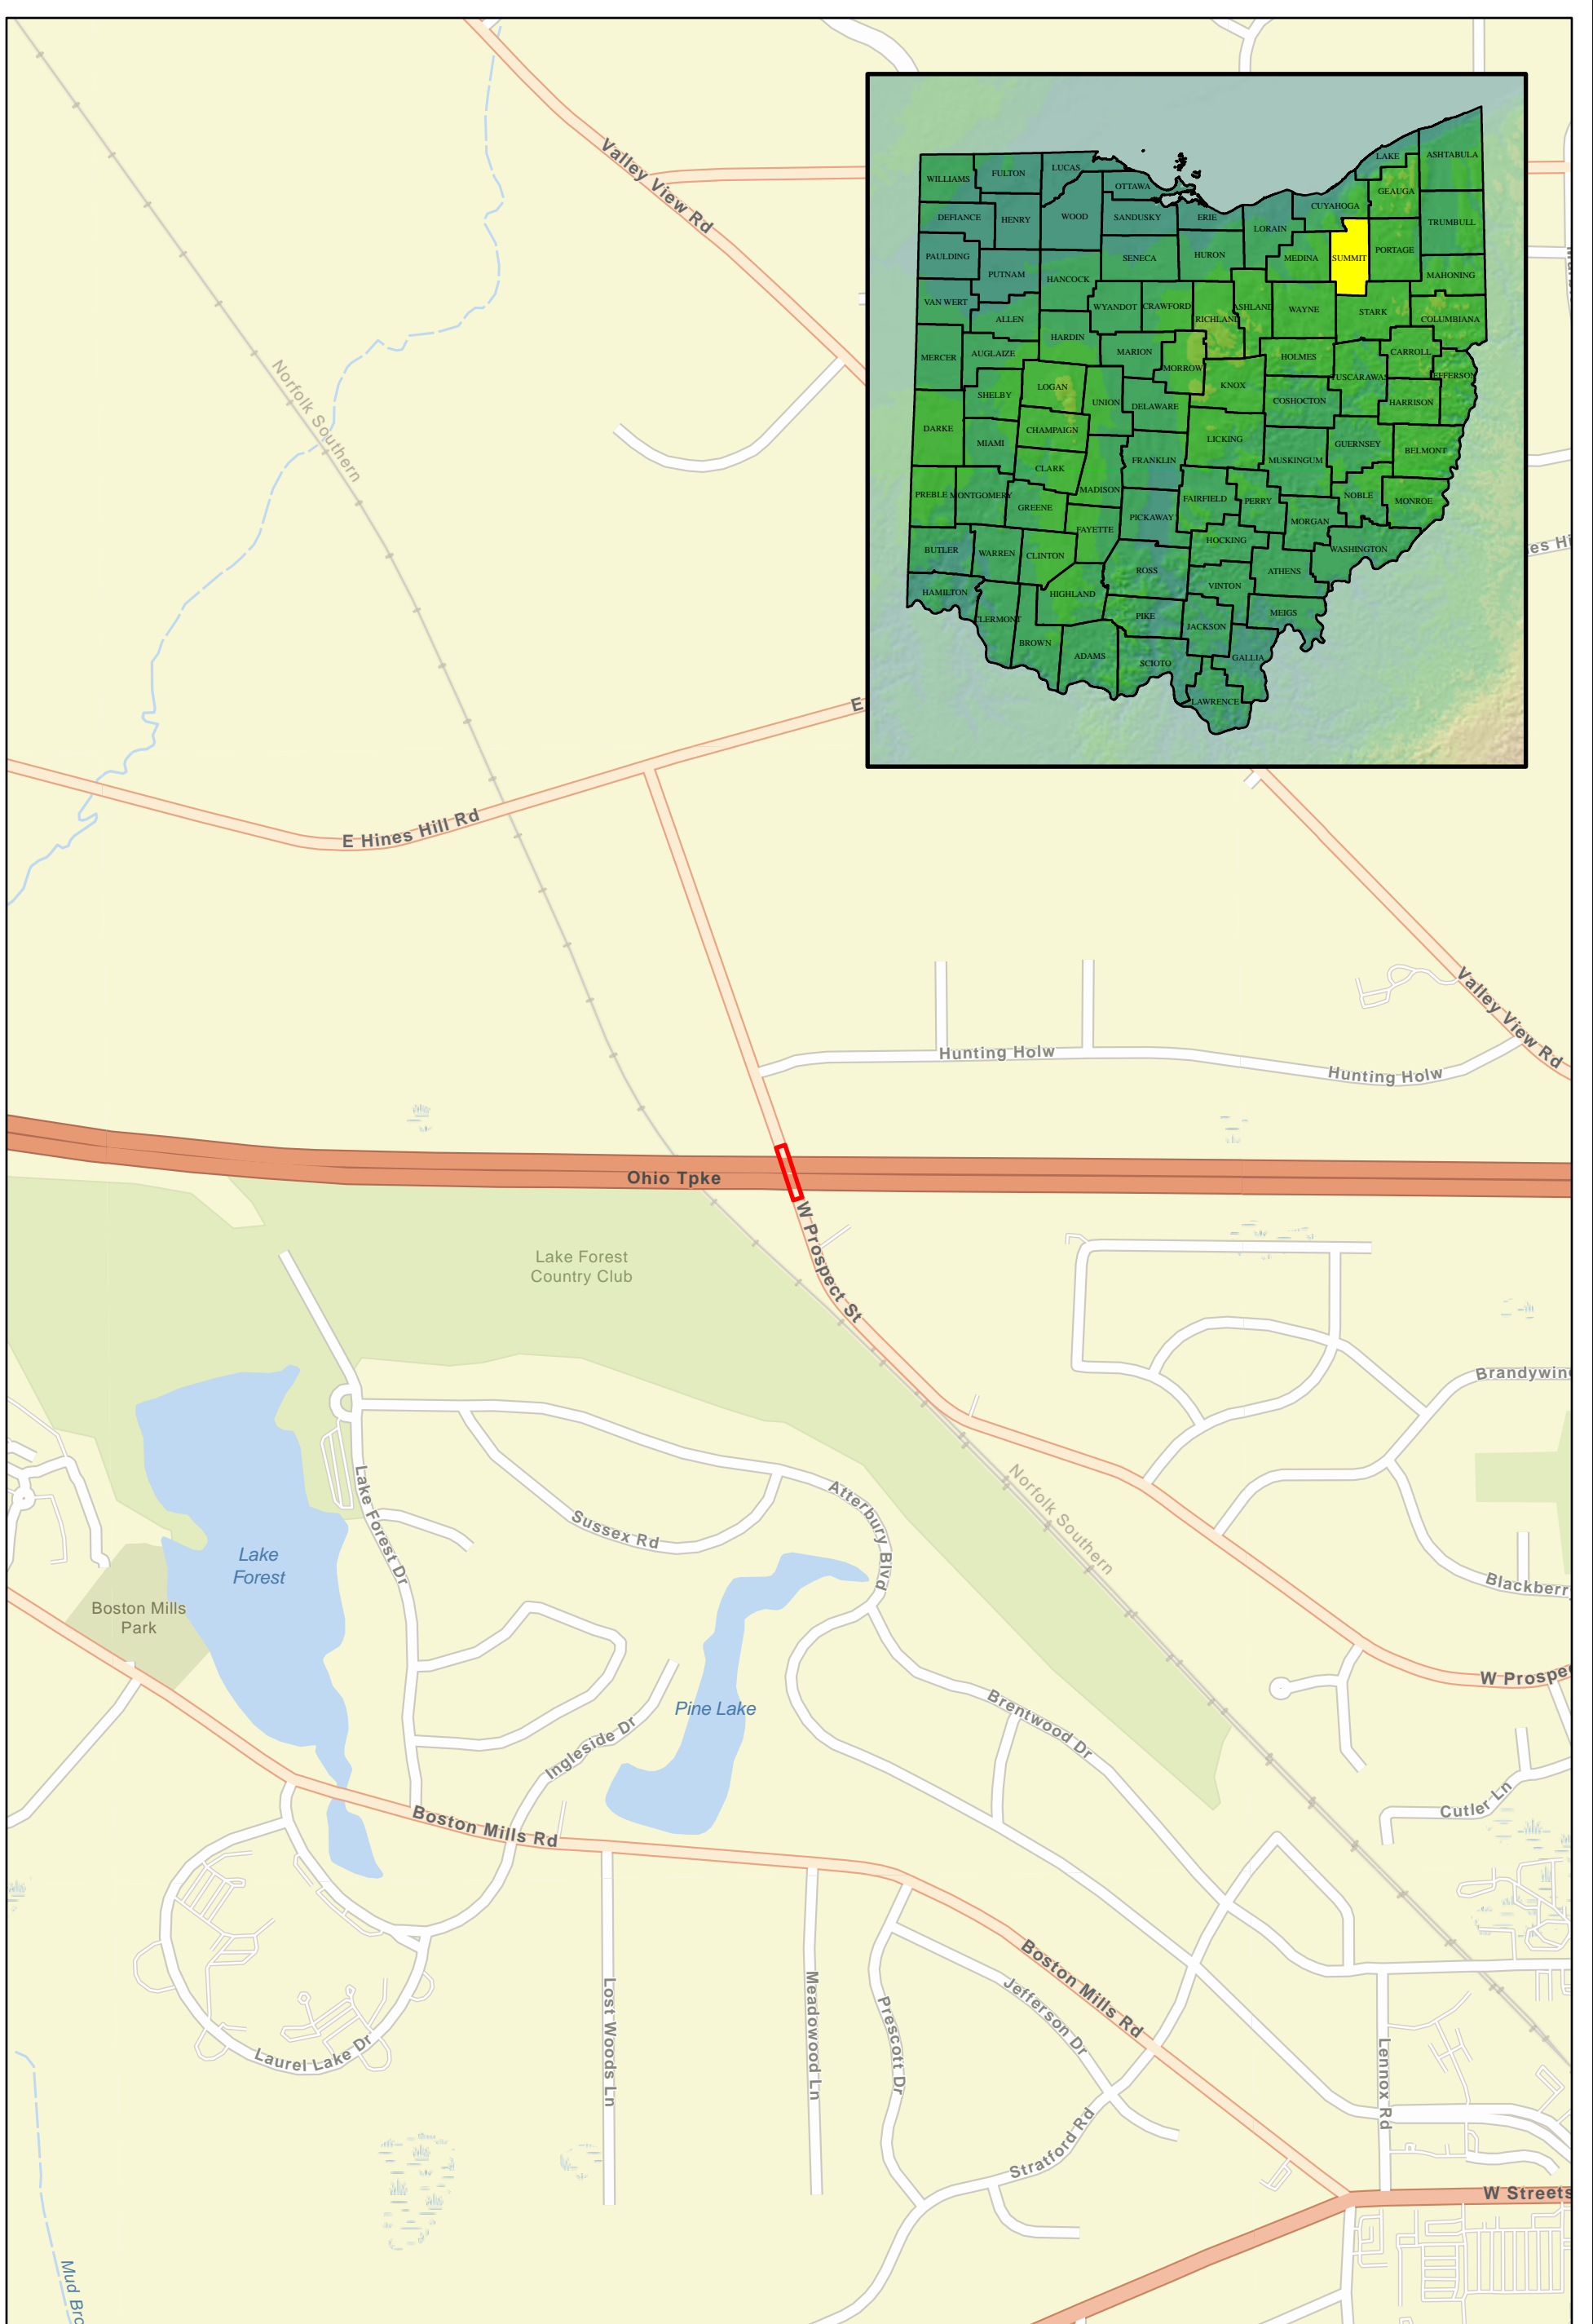 Valley View Rd
LAKE
ASHTABULA
LUCAS
FULTON
WILLIAMS
OTTAWA
GEAUGA
CUYAHOGA
DEFIANCE
HENRY
WOOD
SANDUSKY
ERIE
LORAIN
TRUMBULL
PAULDING
PUTNAM
HANCOCK
SENECA
HURON
MEDINA
SUMMIT
PORTAGE
MAHONING
VAN WERT
ALLEN
WYANDOT
CRAWFORD
RICHLAND
ASHLAND
WAYNE
STARK
COLUMBIANA
MERCER
AUGLAIZE
HARDIN
MARION
MORROW
HOLMES
CARROLL
TUSCARAWAS
JEFFERSON
SHELBY
LOGAN
UNION
DELAWARE
KNOX
COSHOCTON
HARRISON
DARKE
MIAMI
CHAMPAIGN
CLARK
FRANKLIN
LICKING
MUSKINGUM
GUERNSEY
BELMONT
PREBLE
MONTGOMERY
GREENE
MADISON
FAIRFIELD
PERRY
NOBLE
MONROE
PICKAWAY
FAYETTE
MORGAN
BUTLER
WARREN
CLINTON
HOCKING
WASHINGTON
ROSS
ATHENS
VINTON
HAMILTON
HIGHLAND
CLERMONT
PIKE
JACKSON
MEIGS
BROWN
ADAMS
SCIOTO
GALLIA
LAWRENCE
Norfolk Southern
es Hi
E
E Hines Hill Rd
Valley View Rd
Hunting Holw
Hunting Holw
Ohio Tpke
W Prospect St
Lake Forest
Country Club
Brandywin
Lake Forest Dr
Norfolk Southern
Atterbury Blvd
Sussex Rd
Lake
Forest
Boston Mills
Park
Blackberr
W Prospe
Pine Lake
Brentwood Dr
Ingleside Dr
Boston Mills Rd
Cutler Ln
Boston Mills Rd
Jefferson Dr
Prescott Dr
Meadowood Ln
Lost Woods Ln
Laurel Lake Dr
Lennox Rd
Stratford Rd
W Streets
Mud Bro